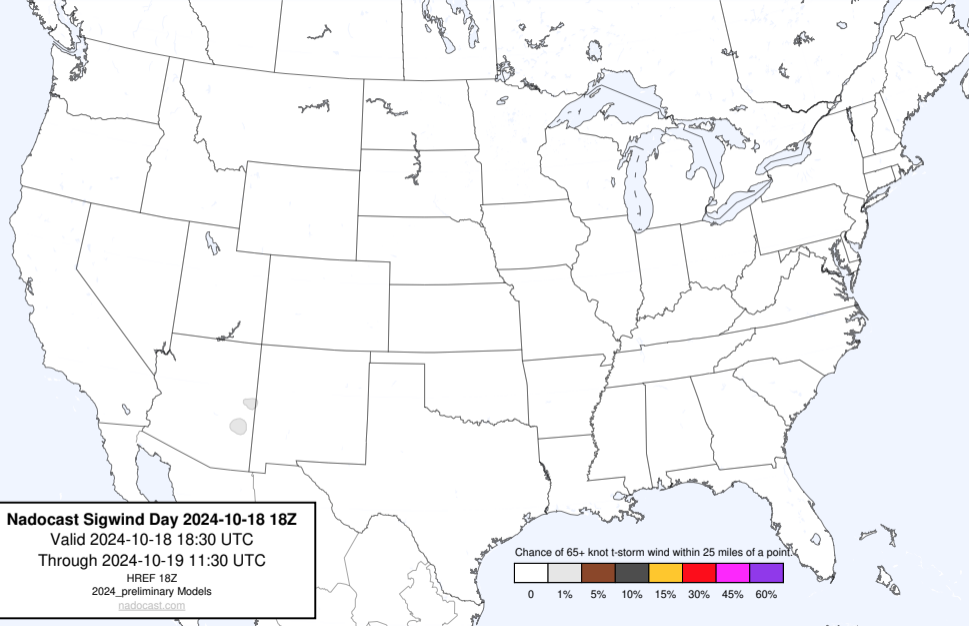 Nadocast Sigwind Day 2024-10-18 18Z
Valid 2024-10-18 18:30 UTC
Through 2024-10-19 11:30 UTC
HREF 18Z
2024_preliminary Models
nadocast.com
Chance of 65+ knot t-storm wind within 25 miles of a point.
0 1% 5% 10% 15% 30% 45% 60%